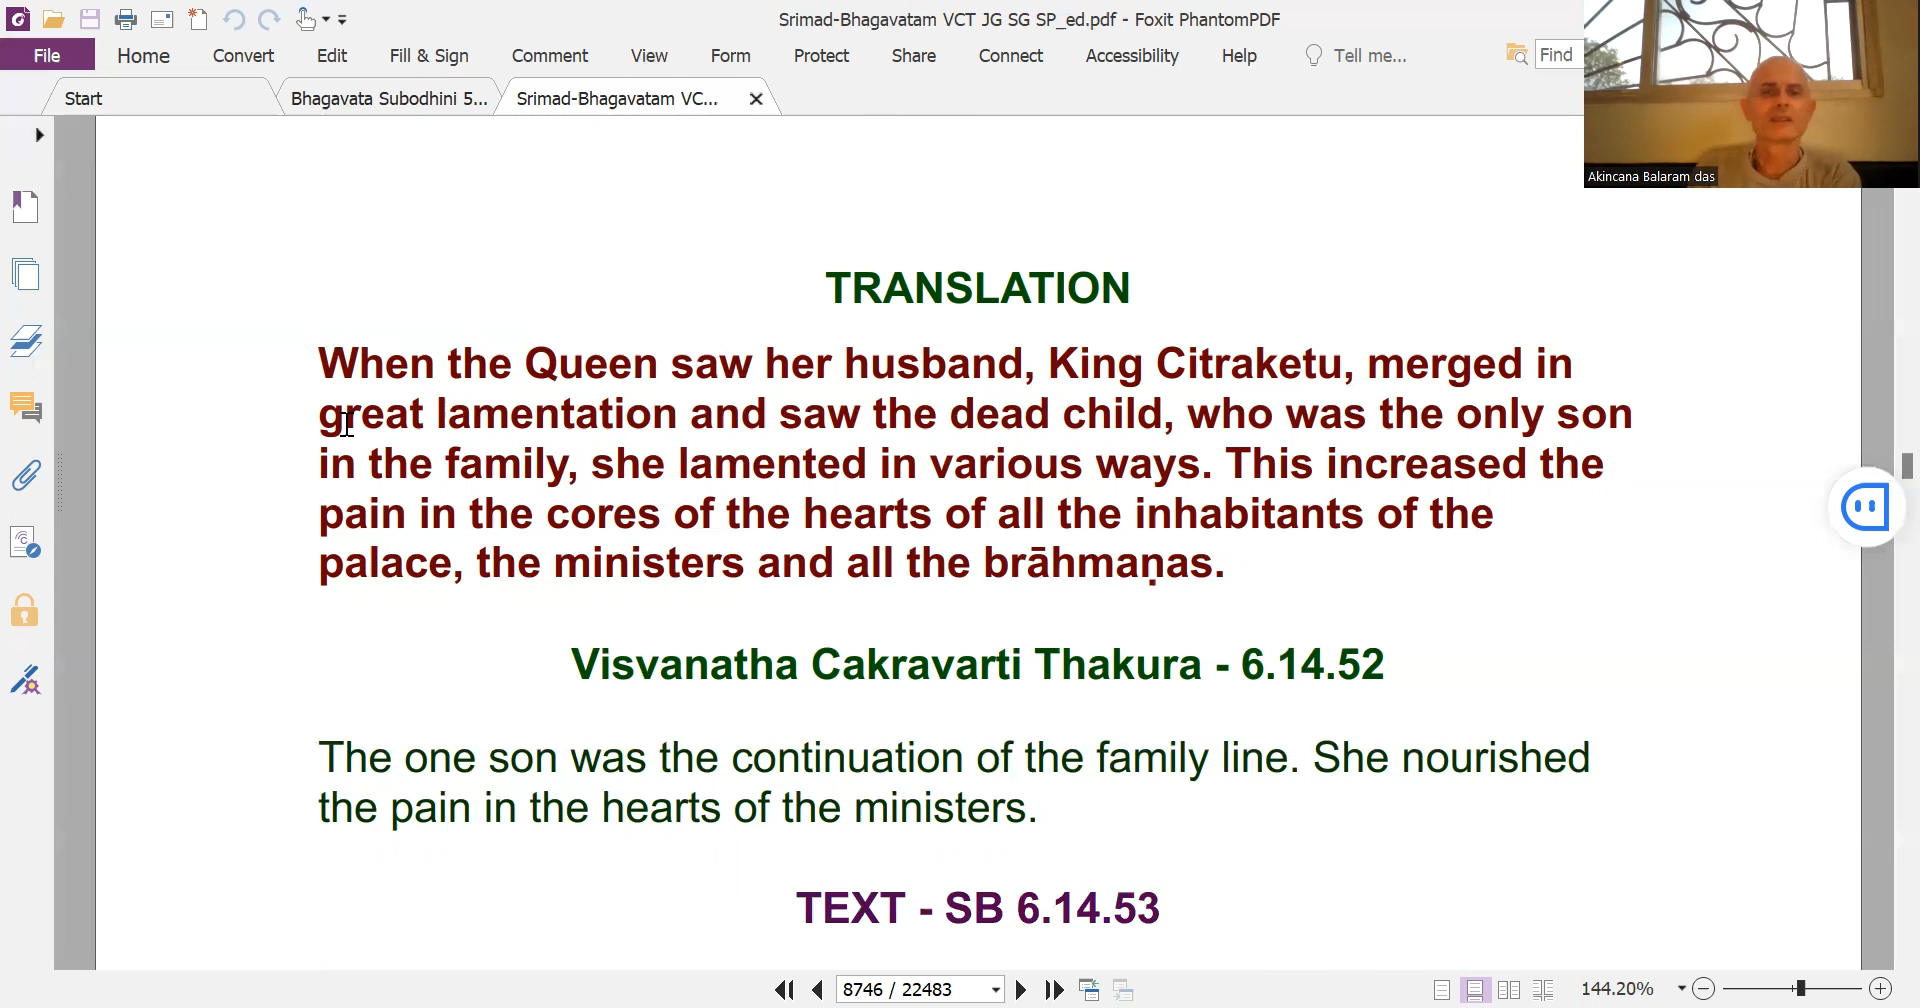 Srimad-Bhagavatam VCT JG SG SP_ed.pdf - Foxit PhantomPDF
File Home Convert Edit Fill & Sign Comment View Form Protect Share Connect Accessibility Help Tell me... Find
Start Bhagavata Subodhini 5... Srimad-Bhagavatam VC...
Akincana Balaram das
TRANSLATION
When the Queen saw her husband, King Citraketu, merged in
great lamentation and saw the dead child, who was the only son
in the family, she lamented in various ways. This increased the
pain in the cores of the hearts of all the inhabitants of the
palace, the ministers and all the brāhmaṇas.
Visvanatha Cakravarti Thakura - 6.14.52
The one son was the continuation of the family line. She nourished
the pain in the hearts of the ministers.
TEXT - SB 6.14.53
8746 / 22483 144.20%